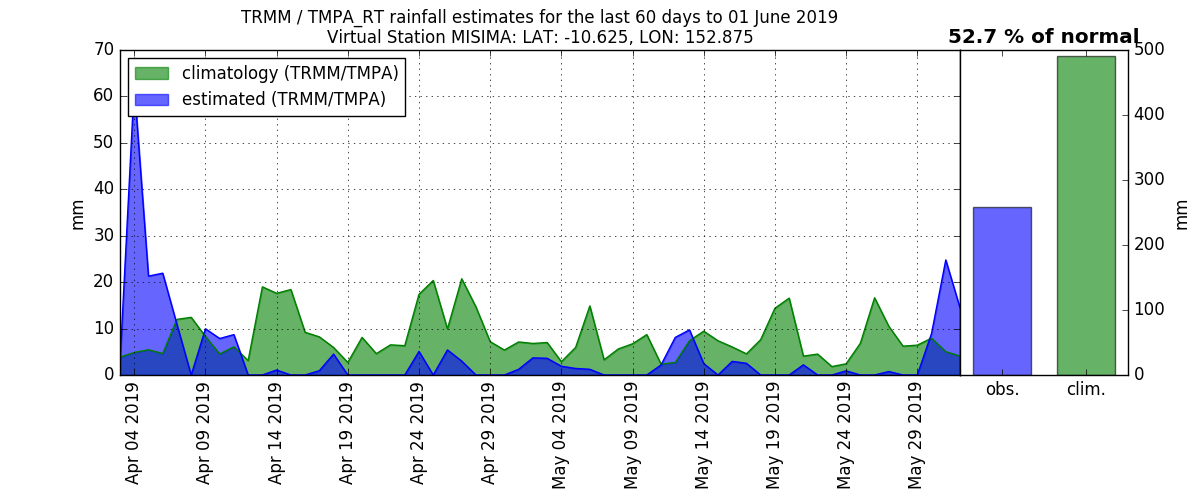 TRMM / TMPA_RT rainfall estimates for the last 60 days to 01 June 2019
Virtual Station MISIMA: LAT: -10.625, LON: 152.875
52.7 % of normal
climatology (TRMM/TMPA)
estimated (TRMM/TMPA)
70
60
50
40
30
20
10
0
mm
Apr 04 2019
Apr 09 2019
Apr 14 2019
Apr 19 2019
Apr 24 2019
Apr 29 2019
May 04 2019
May 09 2019
May 14 2019
May 19 2019
May 24 2019
May 29 2019
obs.
clim.
500
400
300
200
100
0
mm